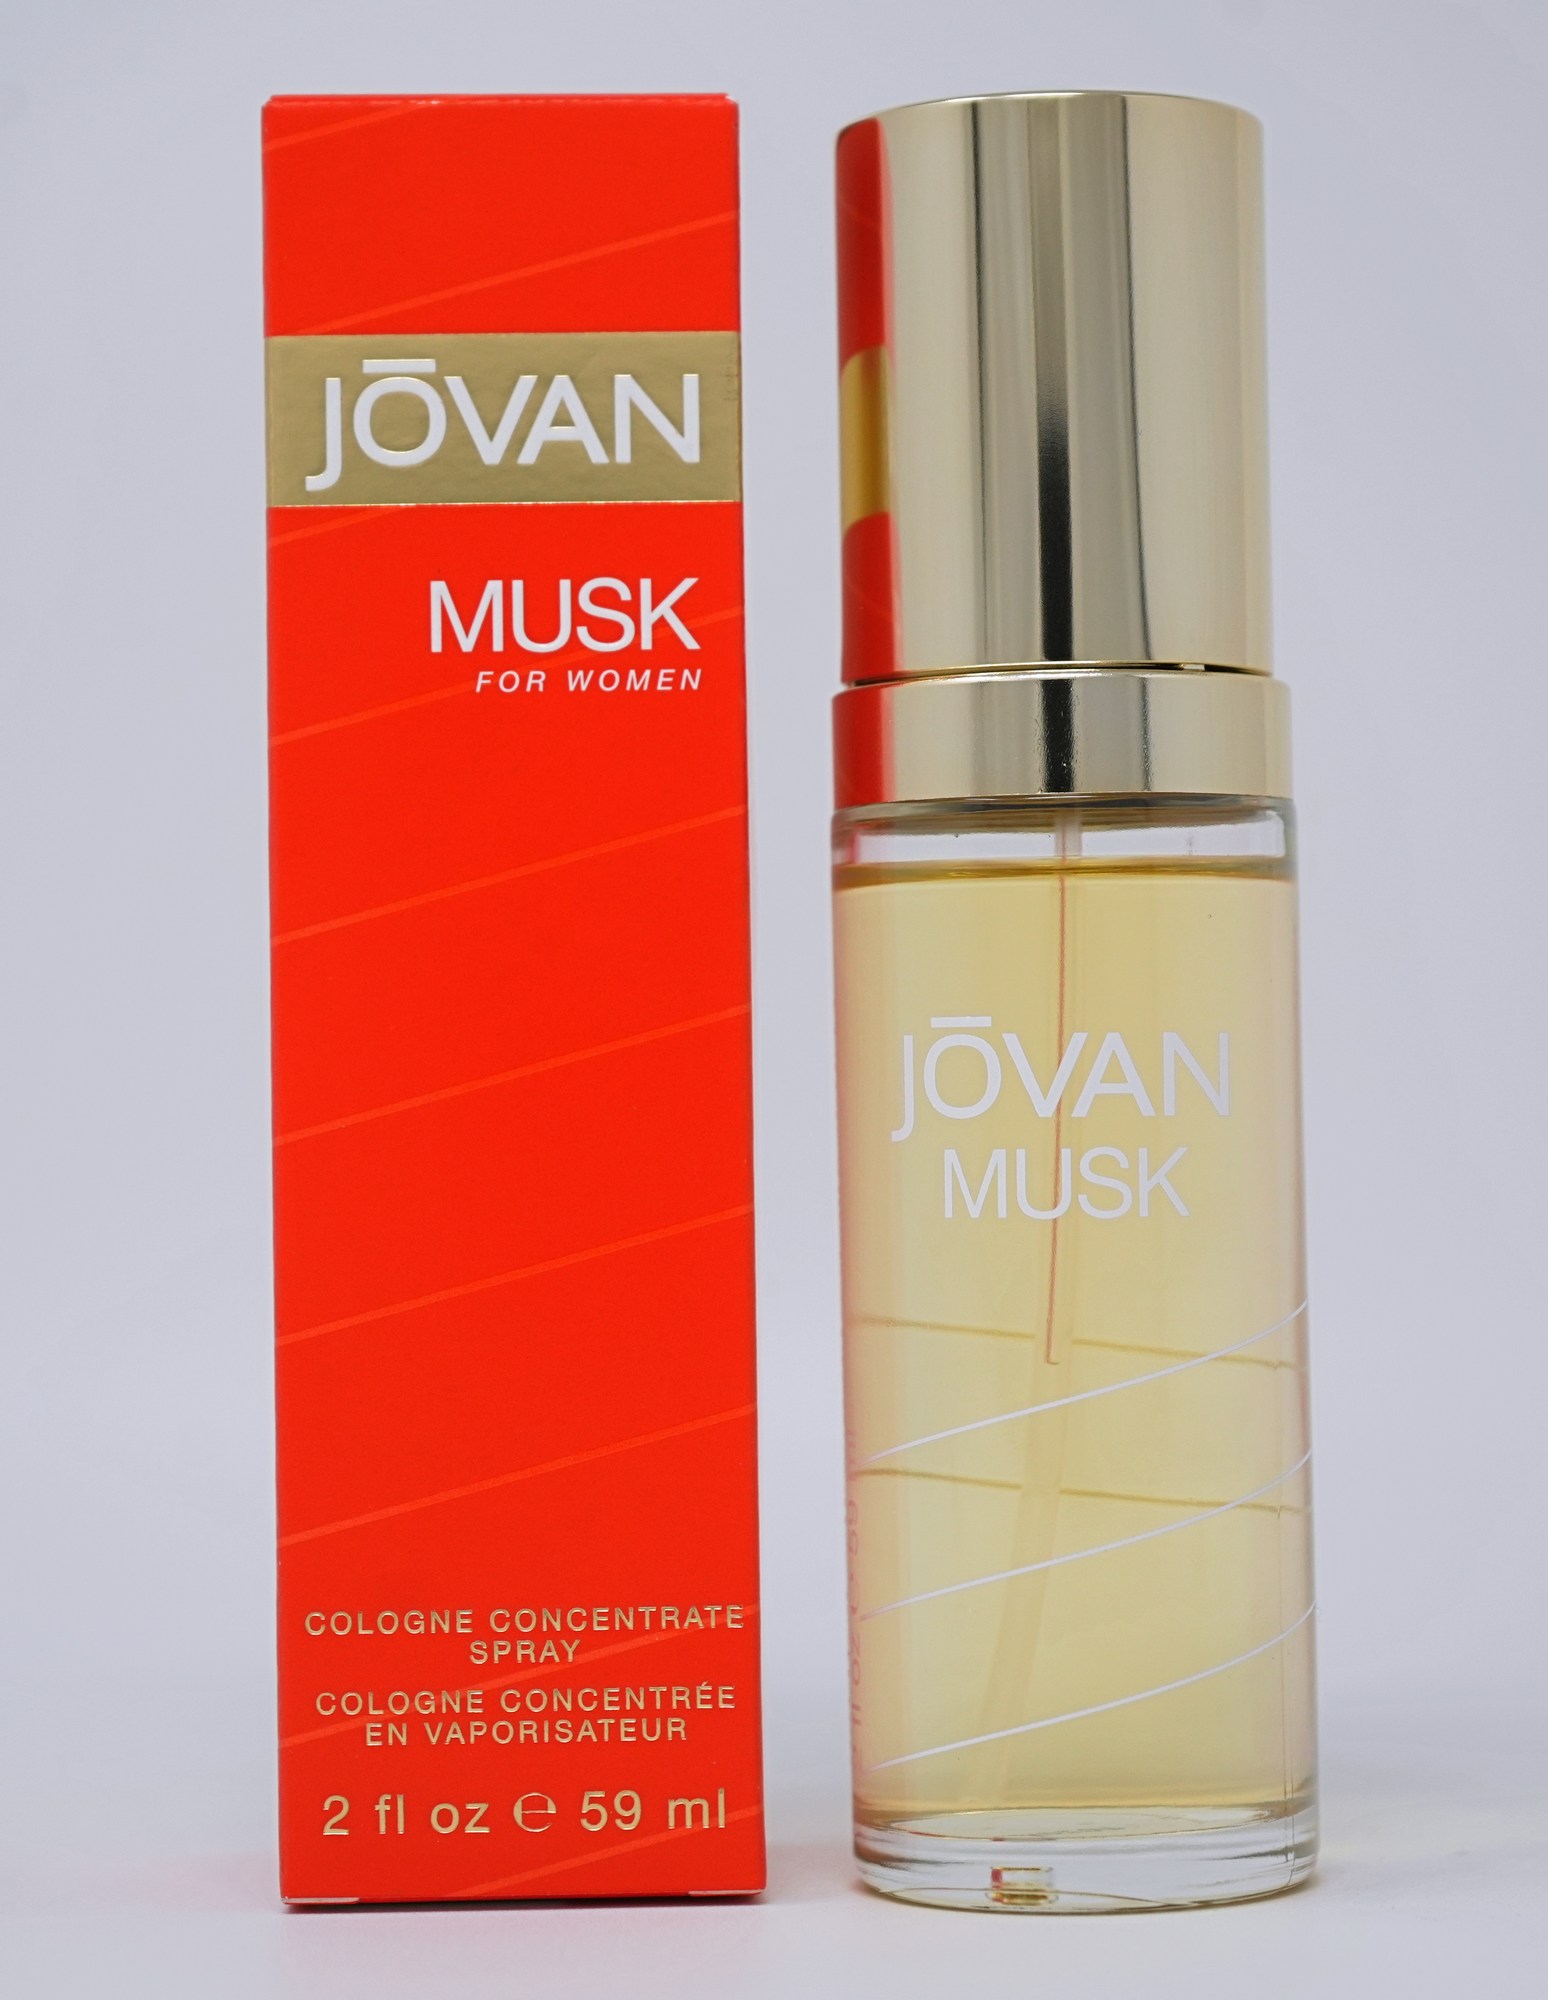 JŌVAN
MUSK
FOR WOMEN
COLOGNE CONCENTRATE
SPRAY
COLOGNE CONCENTRÉE
EN VAPORISATEUR
2 fl oz ℮ 59 ml
JŌVAN
MUSK